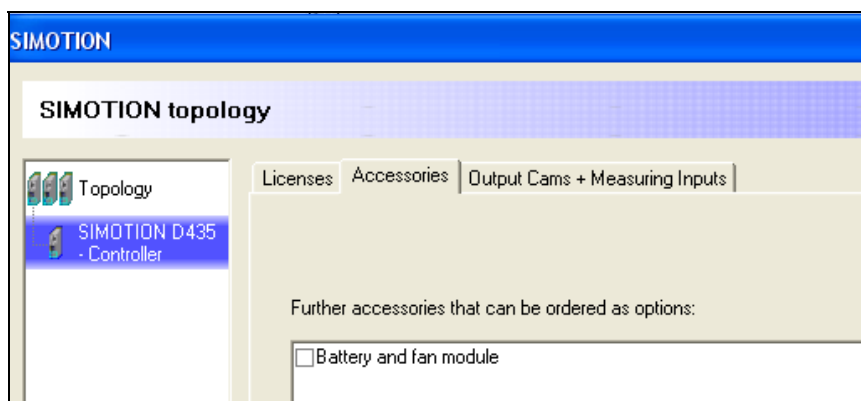 SIMOTION
SIMOTION topology
Topology
SIMOTION D435
- Controller
Licenses Accessories Output Cams + Measuring Inputs
Further accessories that can be ordered as options:
Battery and fan module